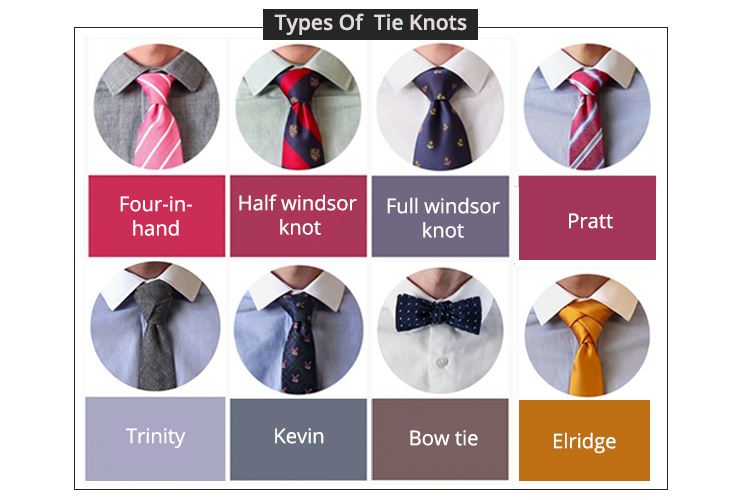 Types Of Tie Knots
Four-in-
hand
Half windsor
knot
Full windsor
knot
Pratt
Trinity
Kevin
Bow tie
Elridge